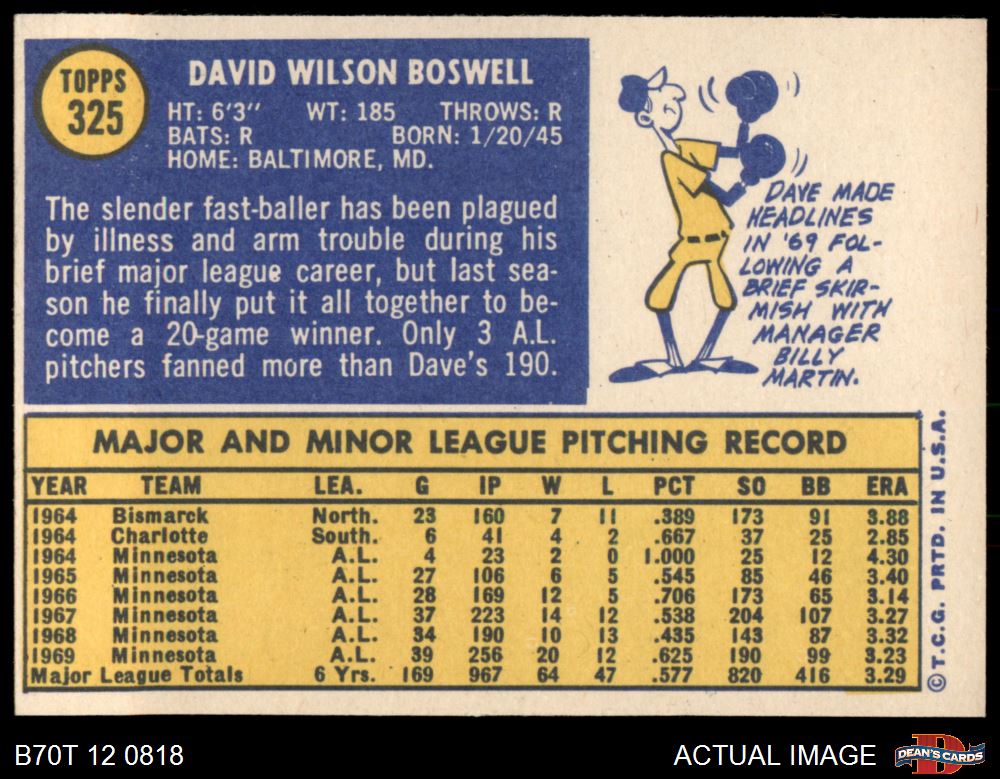 TOPPS
325
DAVID WILSON BOSWELL
HT: 6'3" WT: 185 THROWS: R
BATS: R BORN: 1/20/45
HOME: BALTIMORE, MD.
The slender fast-baller has been plagued
by illness and arm trouble during his
brief major league career, but last sea-
son he finally put it all together to be-
come a 20-game winner. Only 3 A.L.
pitchers fanned more than Dave's 190.
DAVE MADE
HEADLINES
IN '69 FOL-
LOWING A
BRIEF SKIR-
MISH WITH
MANAGER
BILLY
MARTIN.
MAJOR AND MINOR LEAGUE PITCHING RECORD
YEAR TEAM LEA. G IP W L PCT SO BB ERA
1964 Bismarck North. 23 160 7 11 .389 173 91 3.88
1964 Charlotte South. 6 41 4 2 .667 37 25 2.85
1964 Minnesota A.L. 4 23 2 0 1.000 25 12 4.30
1965 Minnesota A.L. 27 106 6 5 .545 85 46 3.40
1966 Minnesota A.L. 28 169 12 5 .706 173 65 3.14
1967 Minnesota A.L. 37 223 14 12 .538 204 107 3.27
1968 Minnesota A.L. 34 190 10 13 .435 143 87 3.32
1969 Minnesota A.L. 39 256 20 12 .625 190 99 3.23
Major League Totals 6 Yrs. 169 967 64 47 .577 820 416 3.29
©T.C.G. PRTD. IN U.S.A.
B70T 12 0818
ACTUAL IMAGE
DEAN'S CARDS